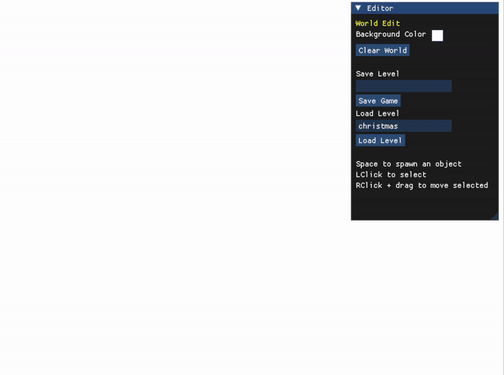 Editor
World Edit
Background Color
Clear World
Save Level
Save Game
Load Level
christmas
Load Level
Space to spawn an object
LClick to select
RClick + drag to move selected